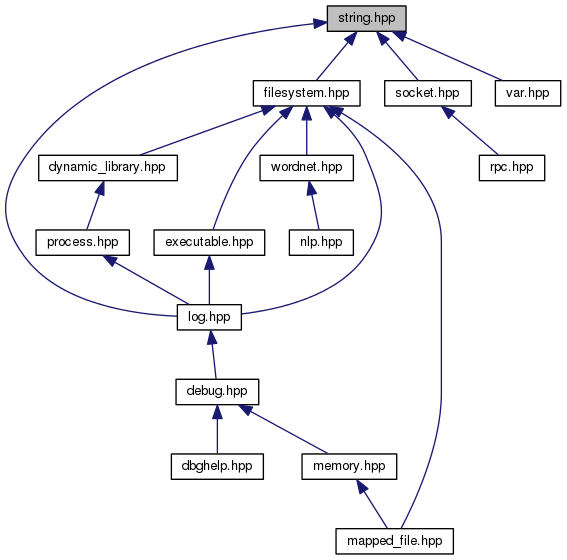 string.hpp
filesystem.hpp
socket.hpp
var.hpp
dynamic_library.hpp
wordnet.hpp
rpc.hpp
process.hpp
executable.hpp
nlp.hpp
log.hpp
debug.hpp
dbghelp.hpp
memory.hpp
mapped_file.hpp